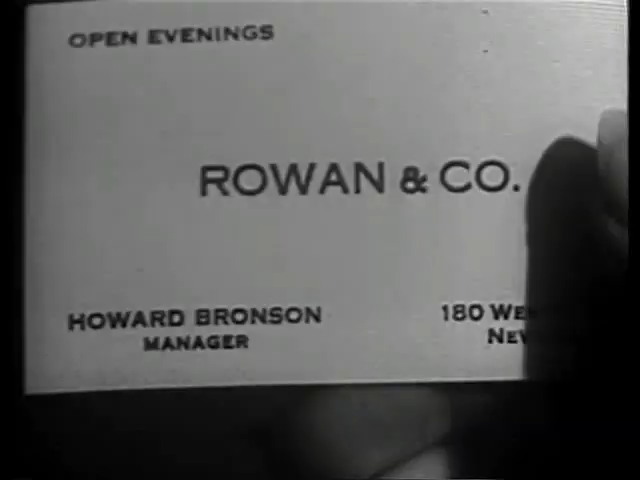 OPEN EVENINGS
ROWAN & CO.
HOWARD BRONSON
MANAGER
180